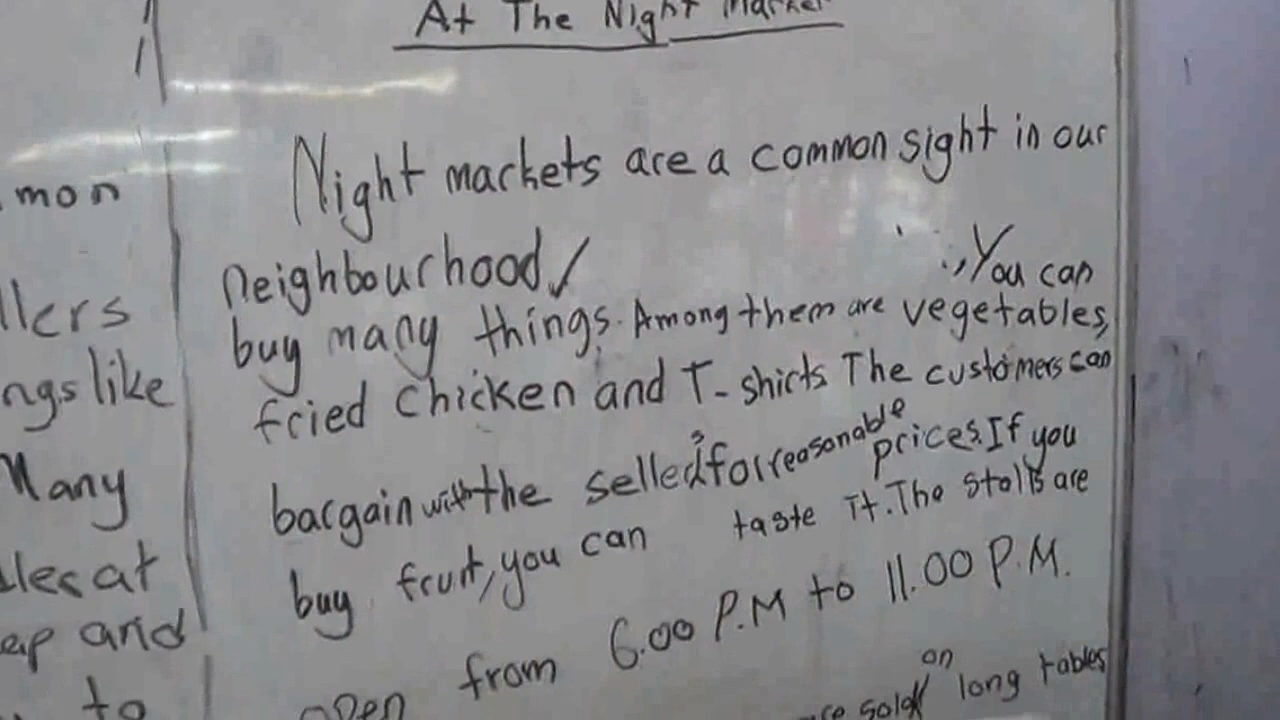 At The Night Market
Night markets are a common sight in our
neighbourhood/
., You can
buy many things. Among them are vegetables,
fried chicken and T-shirts The customers can
bargain with the sellers for reasonable prices. If you
buy fruit, you can taste it. The stalls are
open from 6.00 P.M to 11.00 P.M.
sold on long tables
mon
llers
ngs like
Many
at
and
to